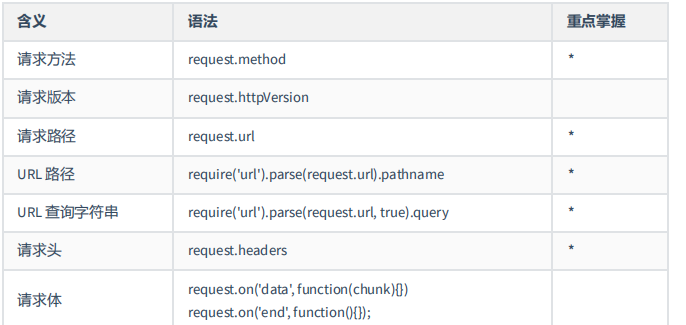 含义 语法 重点掌握
请求方法 request.method *
请求版本 request.httpVersion
请求路径 request.url *
URL 路径 require('url').parse(request.url).pathname *
URL 查询字符串 require('url').parse(request.url, true).query *
请求头 request.headers *
请求体 request.on('data', function(chunk){})
request.on('end', function(){});